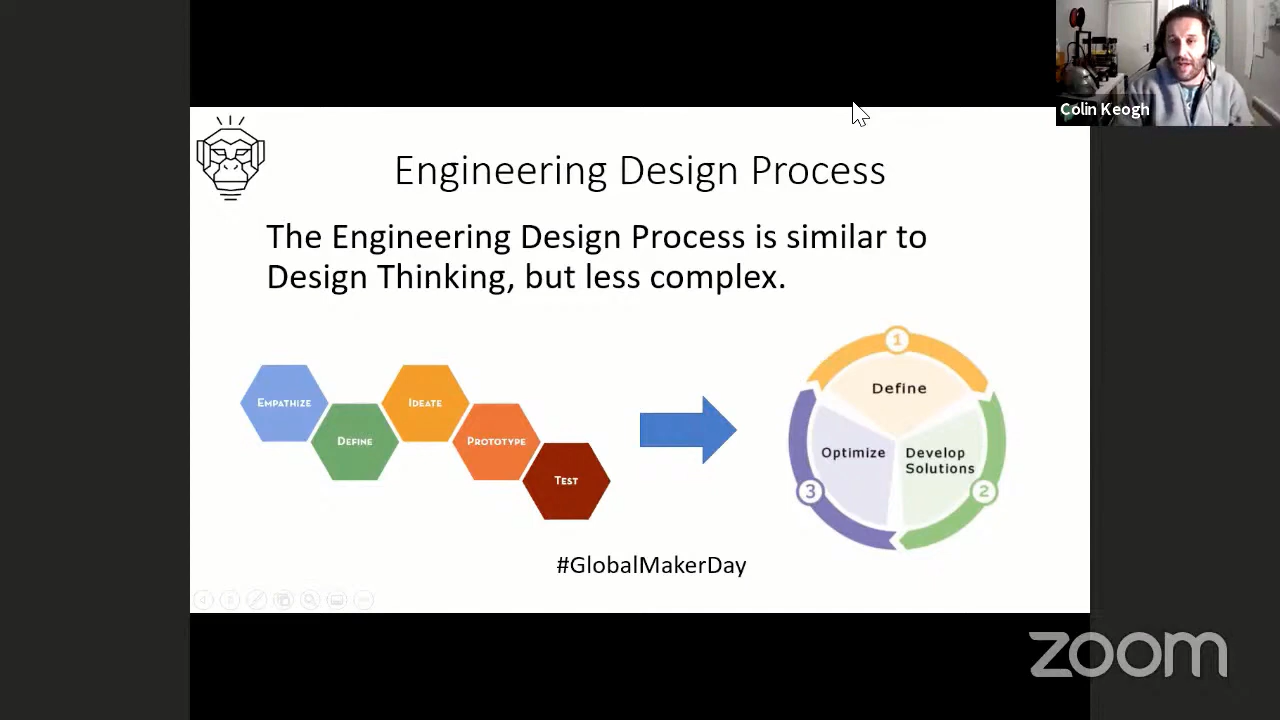 Colin Keogh
Engineering Design Process
The Engineering Design Process is similar to
Design Thinking, but less complex.
EMPATHIZE
DEFINE
IDEATE
PROTOTYPE
TEST
1
Define
2
Develop
Solutions
3
Optimize
#GlobalMakerDay
zoom